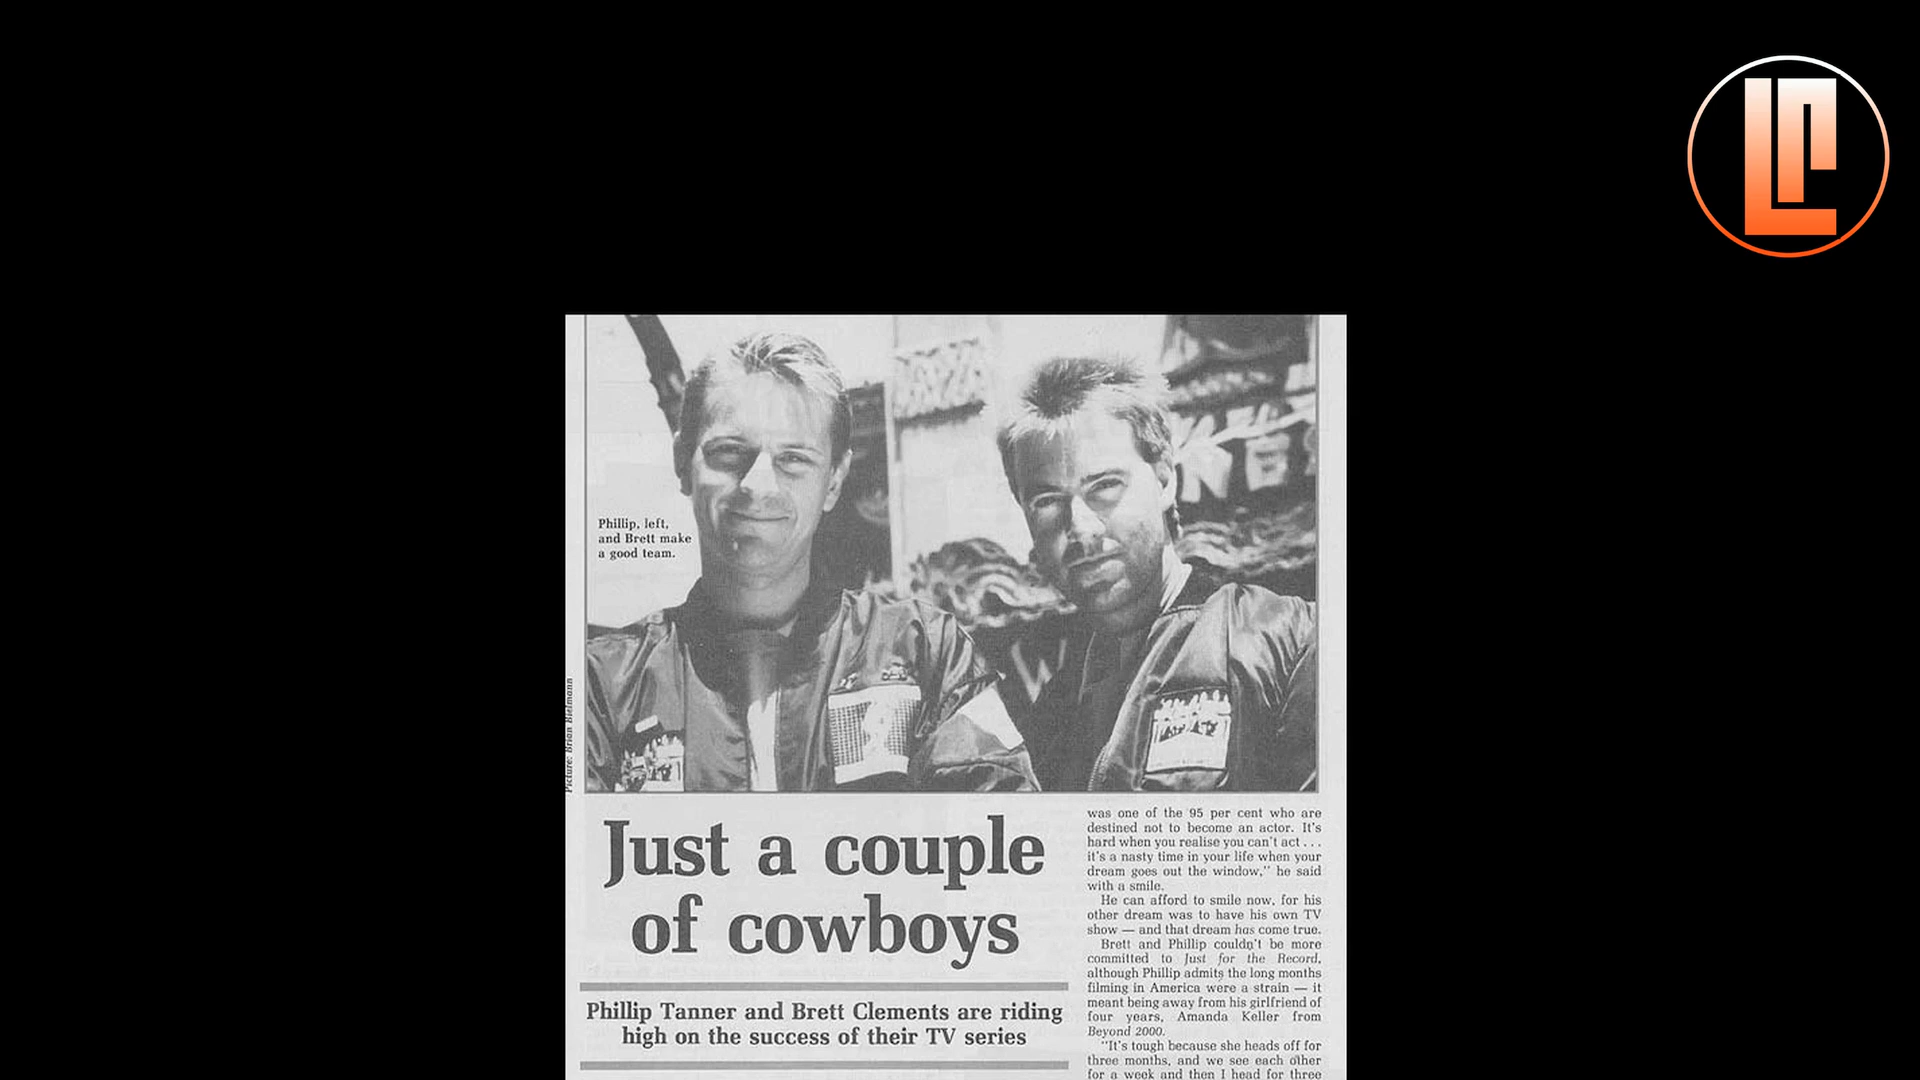 Phillip, left,
and Brett make
a good team.
Picture: Brian Bielmann
Just a couple
of cowboys
Phillip Tanner and Brett Clements are riding
high on the success of their TV series
was one of the 95 per cent who are
destined not to become an actor. It's
hard when you realise you can't act . . .
it's a nasty time in your life when your
dream goes out the window,” he said
with a smile.
He can afford to smile now, for his
other dream was to have his own TV
show — and that dream has come true.
Brett and Phillip couldn't be more
committed to Just for the Record,
although Phillip admits the long months
filming in America were a strain — it
meant being away from his girlfriend of
four years, Amanda Keller from
Beyond 2000.
“It's tough because she heads off for
three months, and we see each other
for a week and then I head for three